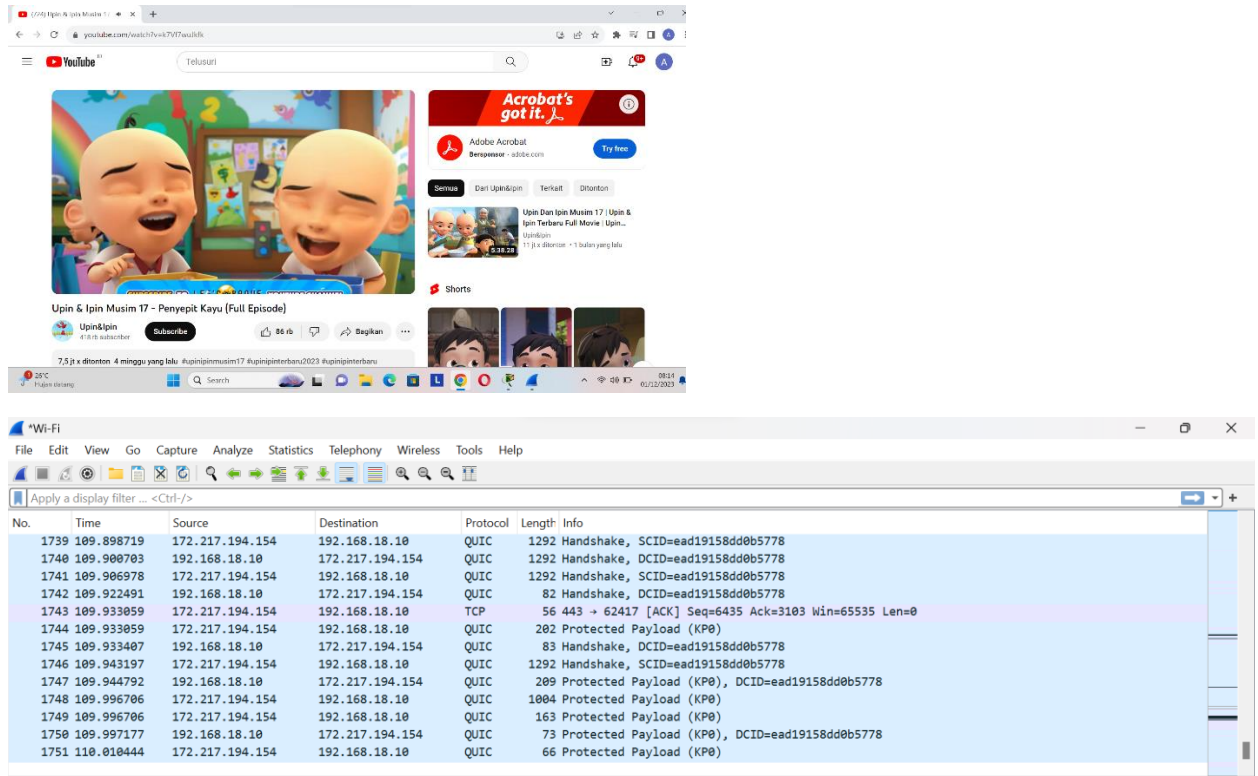 (724) Upin & Ipin Musim 1
youtube.com/watch?v=
YouTube ID
Telusuri
9+
A
Acrobat's
got it.
Adobe Acrobat
Bersponsor - adobe.com
Try free
Semua Dari Upin&Ipin Terkait Ditonton
Upin Dan Ipin Musim 17 | Upin &
Ipin Terbaru Full Movie | Upin...
Upin&Ipin
11 jt x ditonton • 1 bulan yang lalu
5.38.28
Shorts
Upin & Ipin Musim 17 - Penyepit Kayu (Full Episode)
Upin&Ipin
418 rb subscriber
Subscribe
86 rb
Bagikan
7,5 jt x ditonton 4 minggu yang lalu #upinipinmusim17 #upinipinterbaru2023 #upinipinterbaru
25°C
Hujan datang
Search
08:14
01/12/2023
*Wi-Fi
File Edit View Go Capture Analyze Statistics Telephony Wireless Tools Help
Apply a display filter ... <Ctrl-/>
No. Time Source Destination Protocol Length Info
1739 109.898719 172.217.194.154 192.168.18.10 QUIC 1292 Handshake, SCID=ead19158dd0b5778
1740 109.900703 192.168.18.10 172.217.194.154 QUIC 1292 Handshake, DCID=ead19158dd0b5778
1741 109.906978 172.217.194.154 192.168.18.10 QUIC 1292 Handshake, SCID=ead19158dd0b5778
1742 109.922491 192.168.18.10 172.217.194.154 QUIC 82 Handshake, DCID=ead19158dd0b5778
1743 109.933059 172.217.194.154 192.168.18.10 TCP 56 443 → 62417 [ACK] Seq=6435 Ack=3103 Win=65535 Len=0
1744 109.933059 172.217.194.154 192.168.18.10 QUIC 202 Protected Payload (KP0)
1745 109.933407 192.168.18.10 172.217.194.154 QUIC 83 Handshake, DCID=ead19158dd0b5778
1746 109.943197 172.217.194.154 192.168.18.10 QUIC 1292 Handshake, SCID=ead19158dd0b5778
1747 109.944792 192.168.18.10 172.217.194.154 QUIC 209 Protected Payload (KP0), DCID=ead19158dd0b5778
1748 109.996706 172.217.194.154 192.168.18.10 QUIC 1004 Protected Payload (KP0)
1749 109.996706 172.217.194.154 192.168.18.10 QUIC 163 Protected Payload (KP0)
1750 109.997177 192.168.18.10 172.217.194.154 QUIC 73 Protected Payload (KP0), DCID=ead19158dd0b5778
1751 110.010444 172.217.194.154 192.168.18.10 QUIC 66 Protected Payload (KP0)